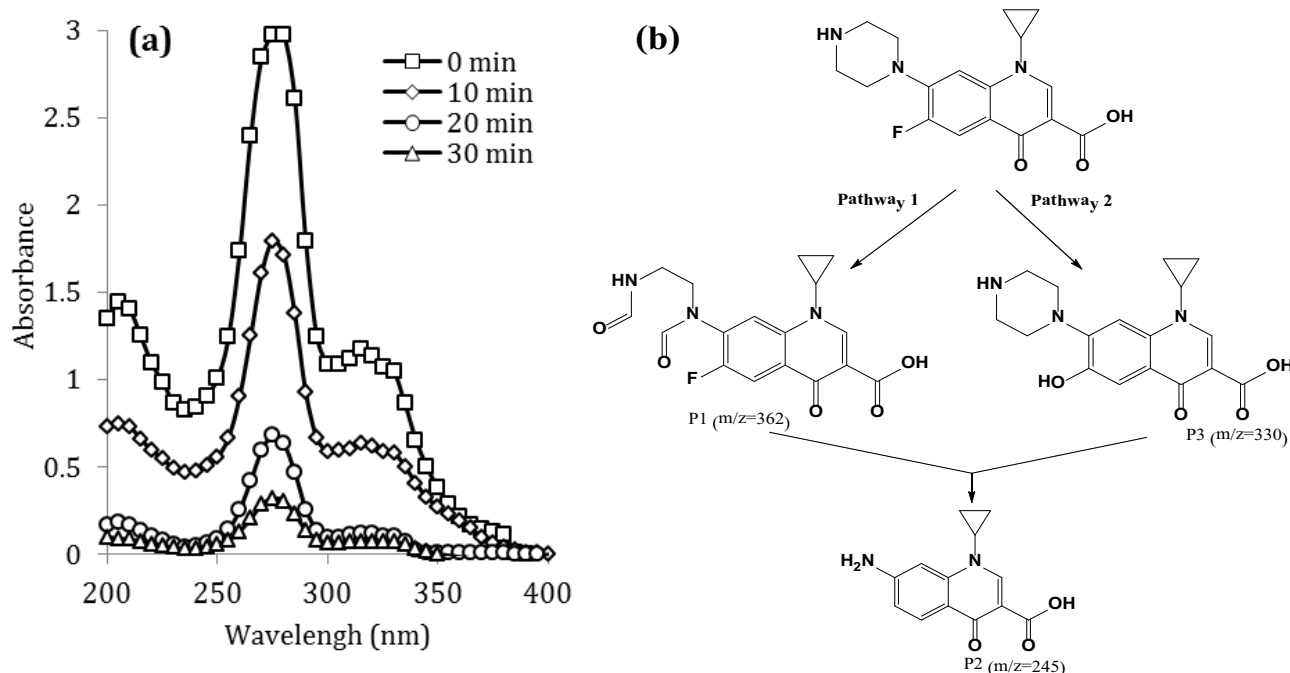 (a)
0 min
10 min
20 min
30 min
3
2.5
2
1.5
1
0.5
0
Absorbance
200
250
300
350
400
Wavelengh (nm)
(b)
HN
N
N
F
OH
O
O
Pathway 1
Pathway 2
HN
N
N
O
O
F
OH
O
O
P1 (m/z=362)
HN
N
N
HO
OH
O
O
P3 (m/z=330)
H2N
N
OH
O
O
P2 (m/z=245)